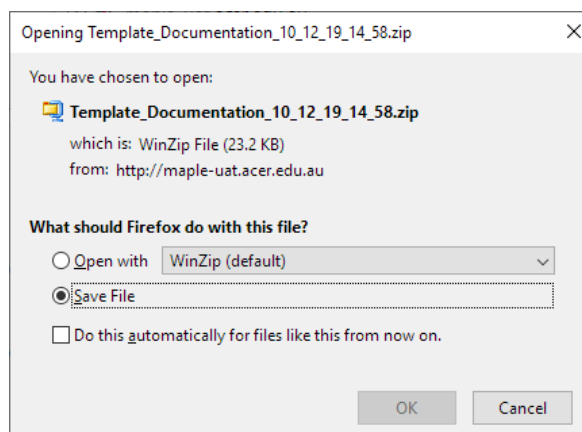 Opening Template_Documentation_10_12_19_14_58.zip
You have chosen to open:
Template_Documentation_10_12_19_14_58.zip
which is: WinZip File (23.2 KB)
from: http://maple-uat.acer.edu.au
What should Firefox do with this file?
Open with WinZip (default)
Save File
Do this automatically for files like this from now on.
OK Cancel